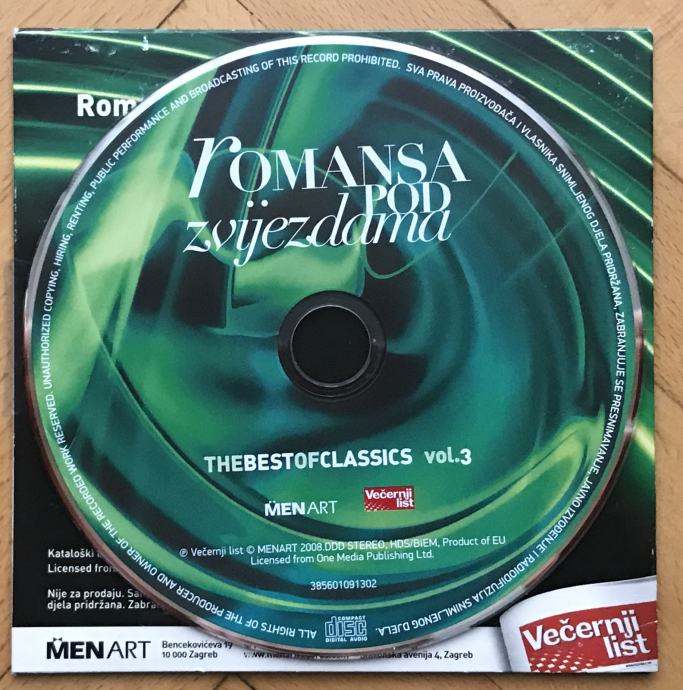 Rom
ROMANSA
POD
zvijezdama
THEBESTOFCLASSICS vol.3
MENART Večernji list
℗ Večernji list © MENART 2008.DDD STEREO, HDS/BIEM, Product of EU
Licensed from One Media Publishing Ltd.
385601091302
COMPACT
disc
DIGITAL AUDIO
ALL RIGHTS OF THE PRODUCER AND OWNER OF THE RECORDED WORK RESERVED. UNAUTHORIZED COPYING, HIRING, RENTING, PUBLIC PERFORMANCE AND BROADCASTING OF THIS RECORD PROHIBITED. SVA PRAVA PROIZVOĐAČA I VLASNIKA SNIMLJENOG DJELA PRIDRŽANA, ZABRANJUJE SE PRESNIMAVANJE, JAVNO IZVOĐENJE I RADIODIFUZIJA SNIMLJENOG DJELA.
Kataloški
Licensed from
Nije za prodaju.
djela pridržana.
MENART
Bencekovićeva 19
10 000 Zagreb
avenija 4, Zagreb
Večernji
list